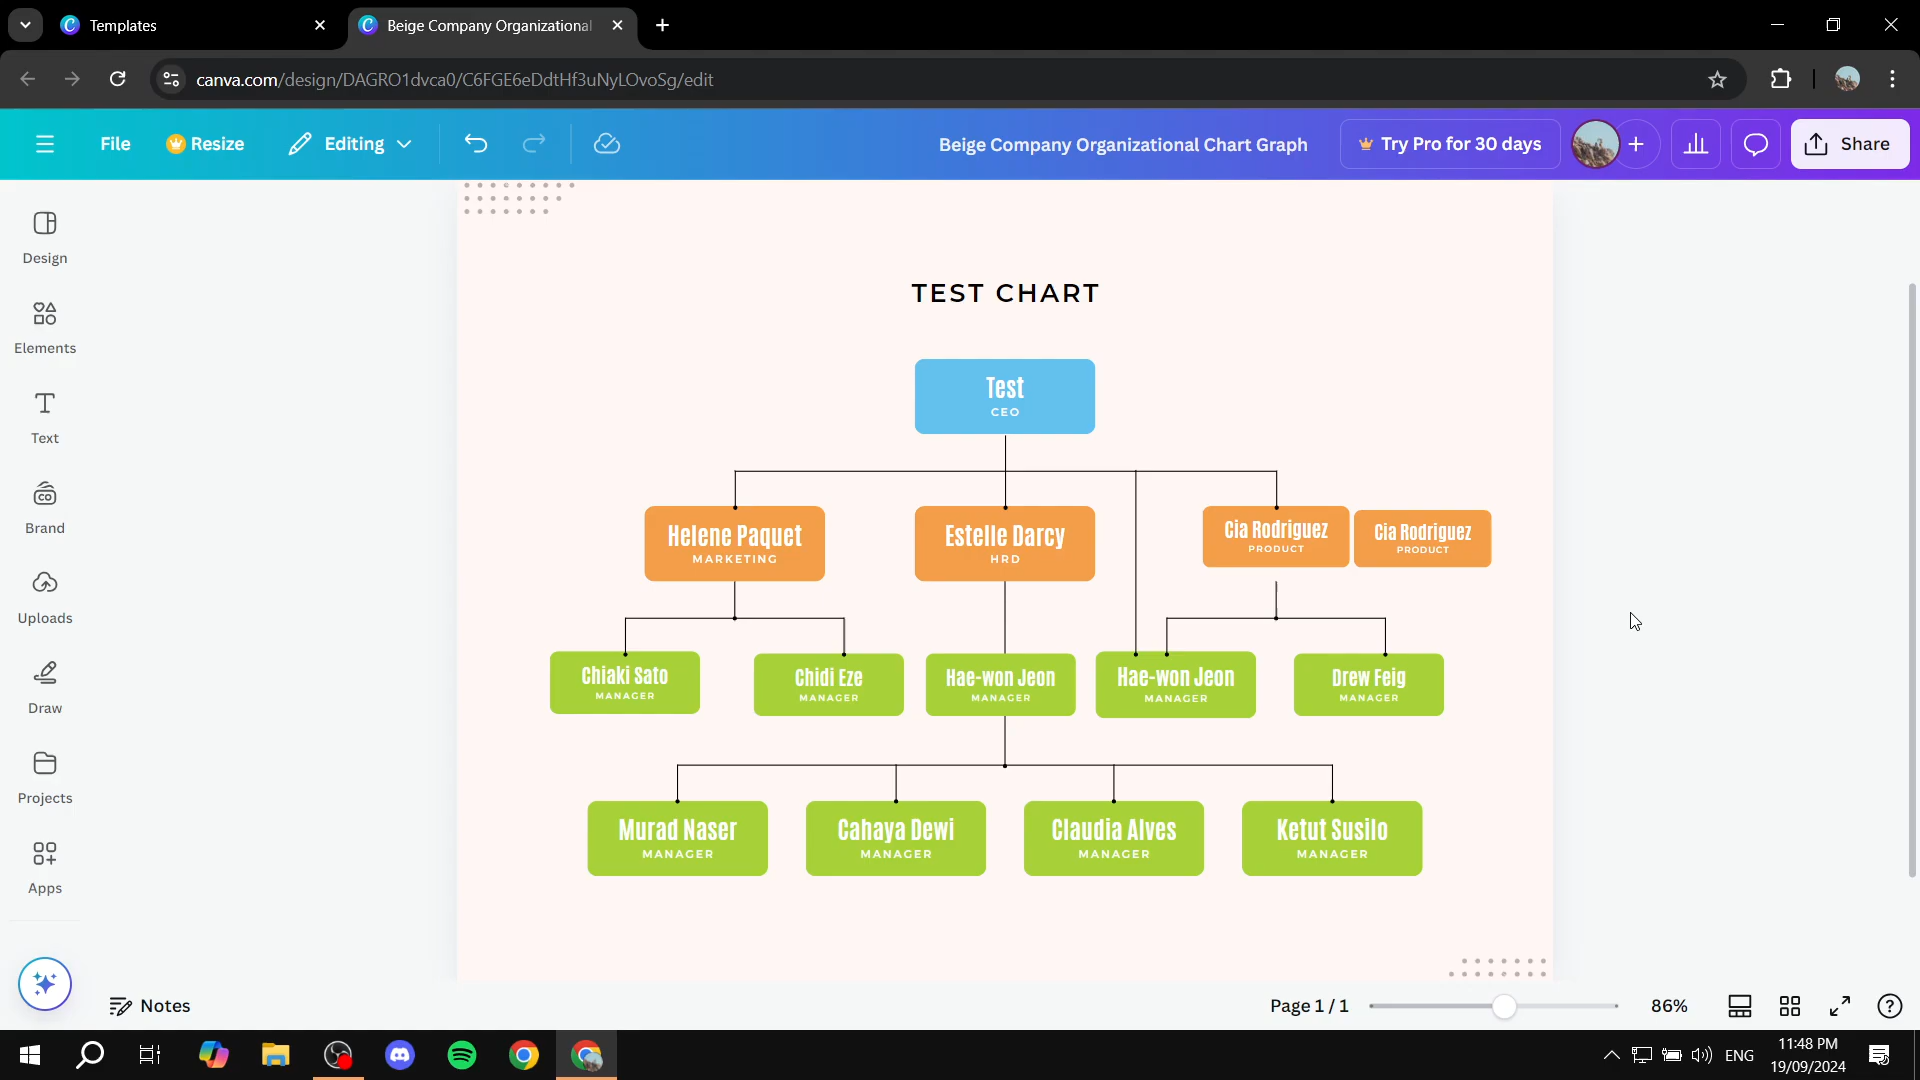 Templates
Beige Company Organizational
canva.com/design/DAGRO1dvca0/C6FGE6eDdtHf3uNyLOvoSg/edit
File
Resize
Editing
Beige Company Organizational Chart Graph
Try Pro for 30 days
Share
Design
Elements
Text
Brand
Uploads
Draw
Projects
Apps
TEST CHART
Test
CEO
Helene Paquet
MARKETING
Estelle Darcy
HRD
Cia Rodriguez
PRODUCT
Cia Rodriguez
PRODUCT
Chiaki Sato
MANAGER
Chidi Eze
MANAGER
Hae-won Jeon
MANAGER
Hae-won Jeon
MANAGER
Drew Feig
MANAGER
Murad Naser
MANAGER
Cahaya Dewi
MANAGER
Claudia Alves
MANAGER
Ketut Susilo
MANAGER
Notes
Page 1 / 1
86%
ENG
11:48 PM
19/09/2024